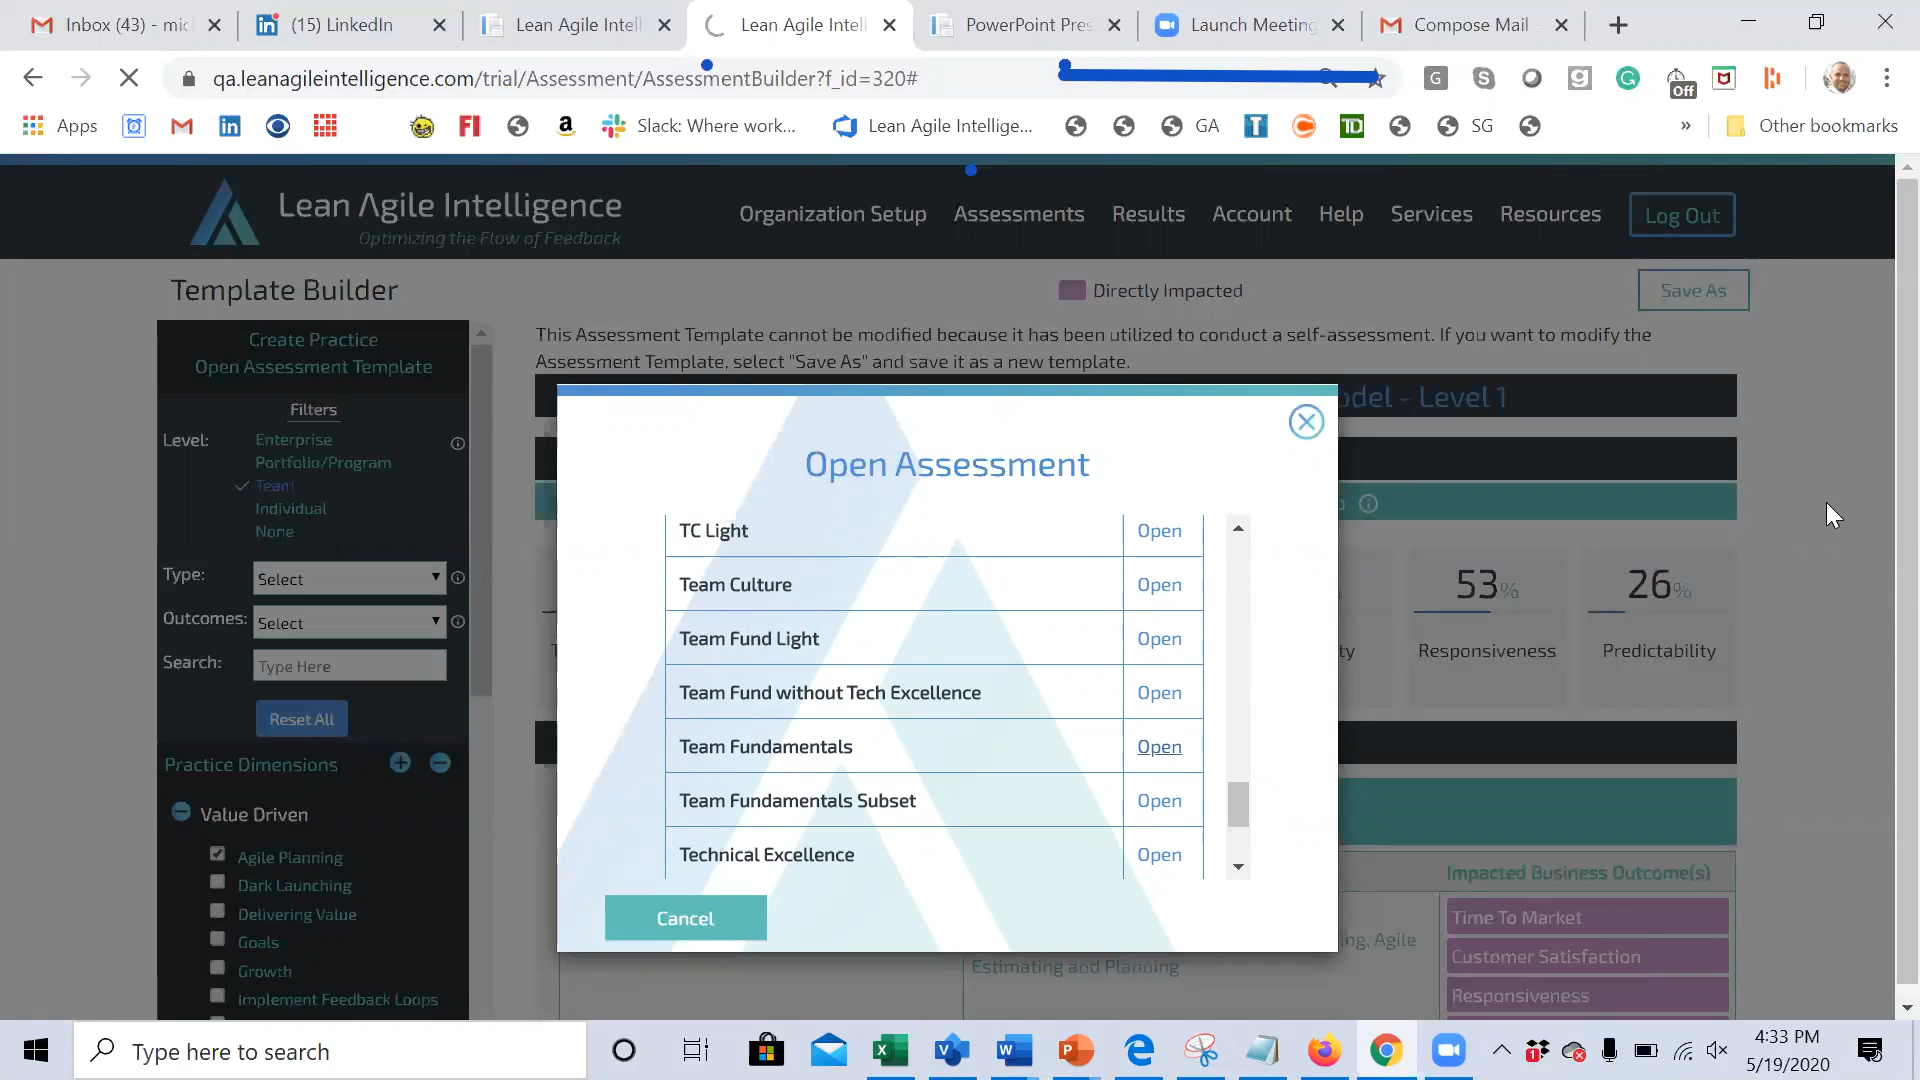 Inbox (43) - mic
(15) LinkedIn
Lean Agile Intell
Lean Agile Intell
PowerPoint Pres
Launch Meeting
Compose Mail
qa.leanagileintelligence.com/trial/Assessment/AssessmentBuilder?f_id=320#
Off
Apps
Slack: Where work...
Lean Agile Intellige...
GA
SG
»
Other bookmarks
Lean Agile Intelligence
Optimizing the Flow of Feedback
Organization Setup
Assessments
Results
Account
Help
Services
Resources
Log Out
Template Builder
Directly Impacted
Save As
Create Practice
Open Assessment Template
This Assessment Template cannot be modified because it has been utilized to conduct a self-assessment. If you want to modify the
Assessment Template, select "Save As" and save it as a new template.
odel - Level 1
Filters
Level:
Enterprise
Portfolio/Program
Team
Individual
None
Type:
Select
Outcomes:
Select
Search:
Type Here
Reset All
Practice Dimensions
Value Driven
Agile Planning
Dark Launching
Delivering Value
Goals
Growth
Implement Feedback Loops
Open Assessment
TC Light
Open
Team Culture
Open
Team Fund Light
Open
Team Fund without Tech Excellence
Open
Team Fundamentals
Open
Team Fundamentals Subset
Open
Technical Excellence
Open
Cancel
53%
Responsiveness
26%
Predictability
ty
Impacted Business Outcome(s)
Time To Market
Customer Satisfaction
Responsiveness
ing, Agile
Estimating and Planning
Type here to search
4:33 PM
5/19/2020